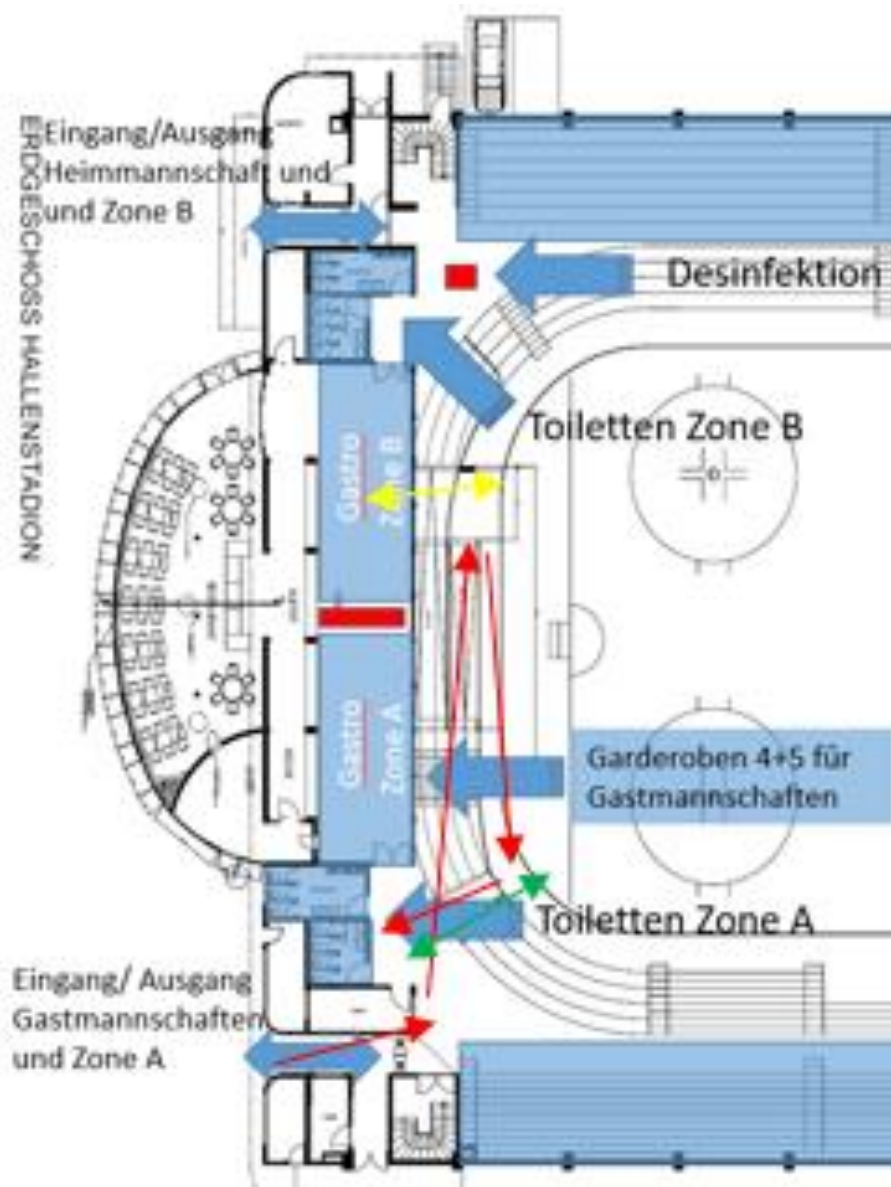 ERDGESCHOSS HALLENSTADION
Eingang/Ausgang
Heimmannschaft und
und Zone B
Desinfektion
Toiletten Zone B
Gastro
Zone B
Gastro
Zone A
Garderoben 4+5 für
Gastmannschaften
Toiletten Zone A
Eingang/ Ausgang
Gastmannschaften
und Zone A